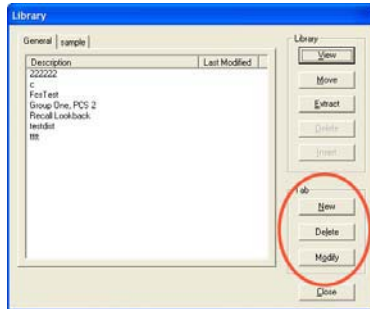 Library
General sample
Description Last Modified
222222
c
FcsTest
Group One, PCS 2
Recall Lookback
testdist
tttt
Library
View
Move
Extract
Delete
Insert
Tab
New
Delete
Modify
Close